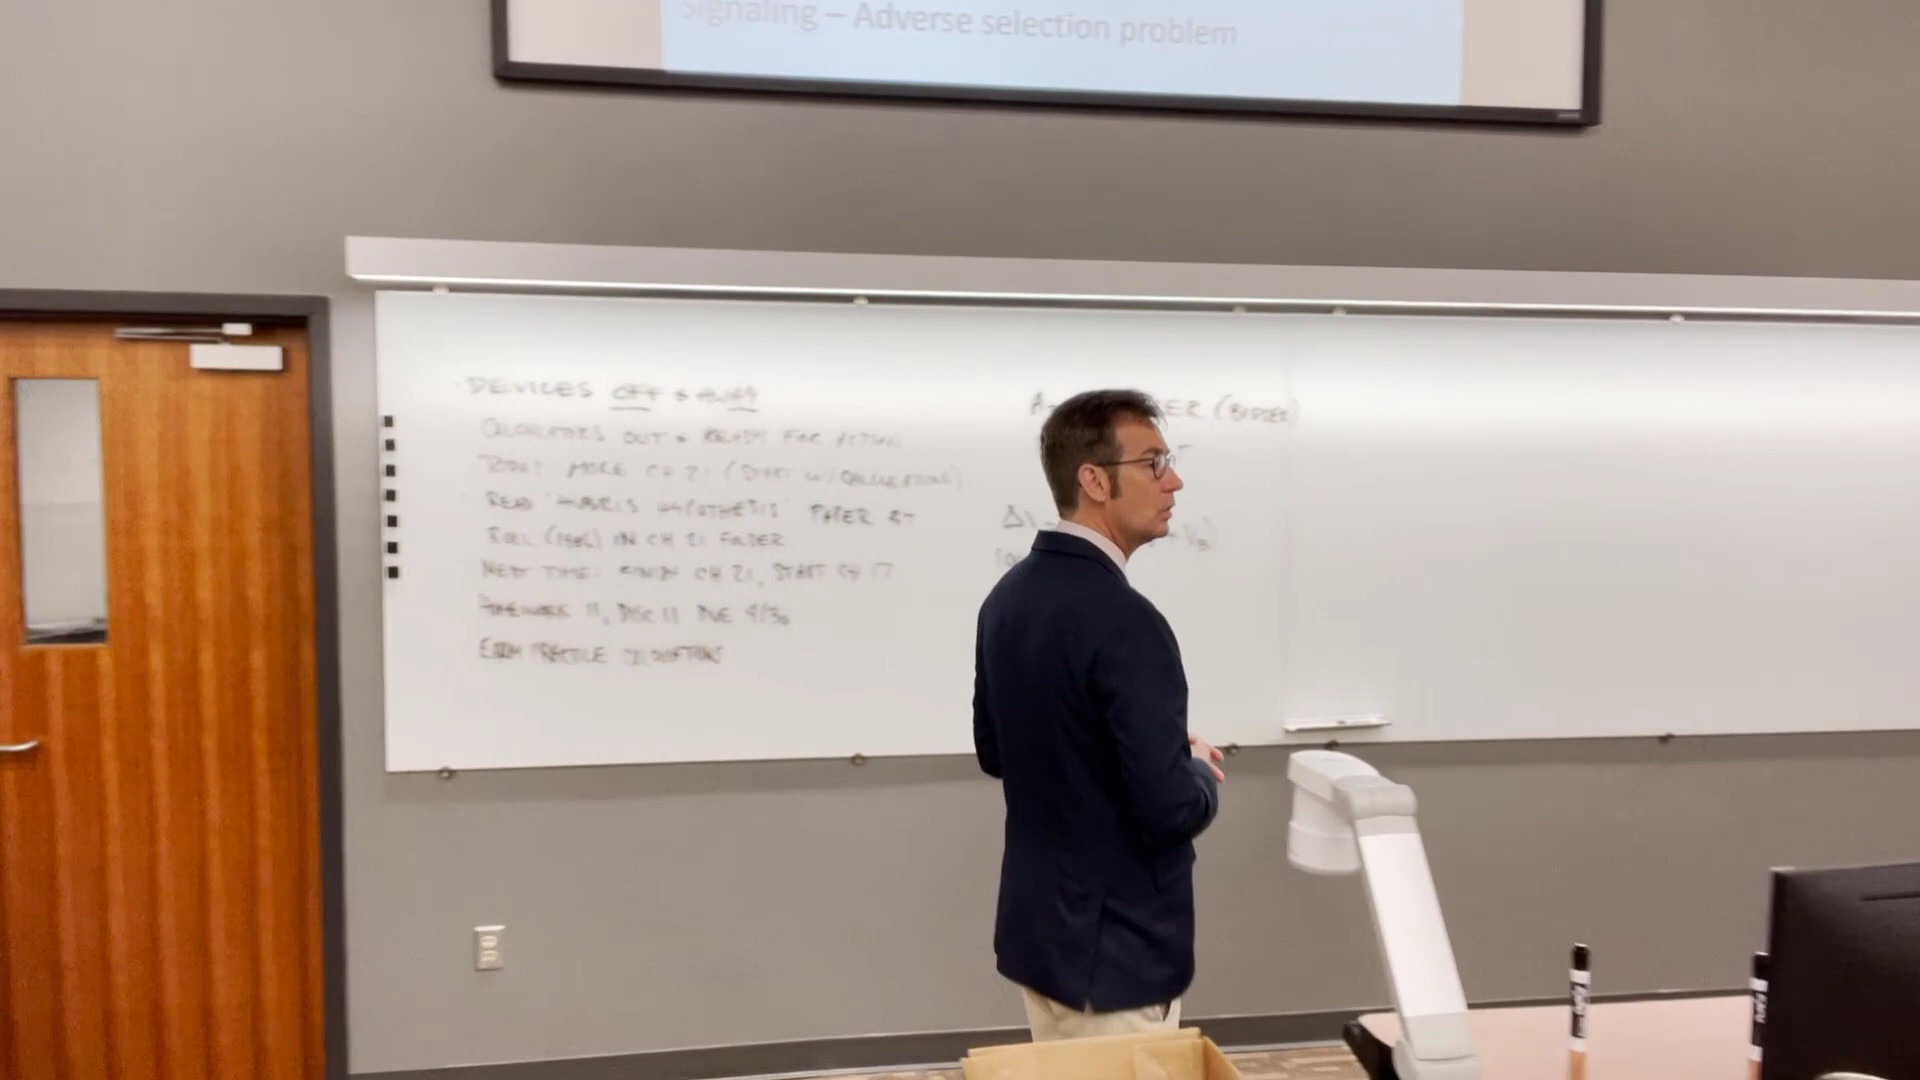 Signaling – Adverse selection problem
DEVICES OFF & AWAY
CALCULATORS OUT & READY FOR ACTION
TODAY MORE CH 21 (START W/CALCULATIONS)
READ "HUBRIS HYPOTHESIS" PAPER BY
ROLL (1986) IN CH 21 FOLDER
NEXT TIME: FINISH CH 21, START CH 17
HOMEWORK 11, DISC 11 DUE 4/30
EXAM PRACTICE CALCULATIONS
A
ER (BIDDER)
T
+ VB)